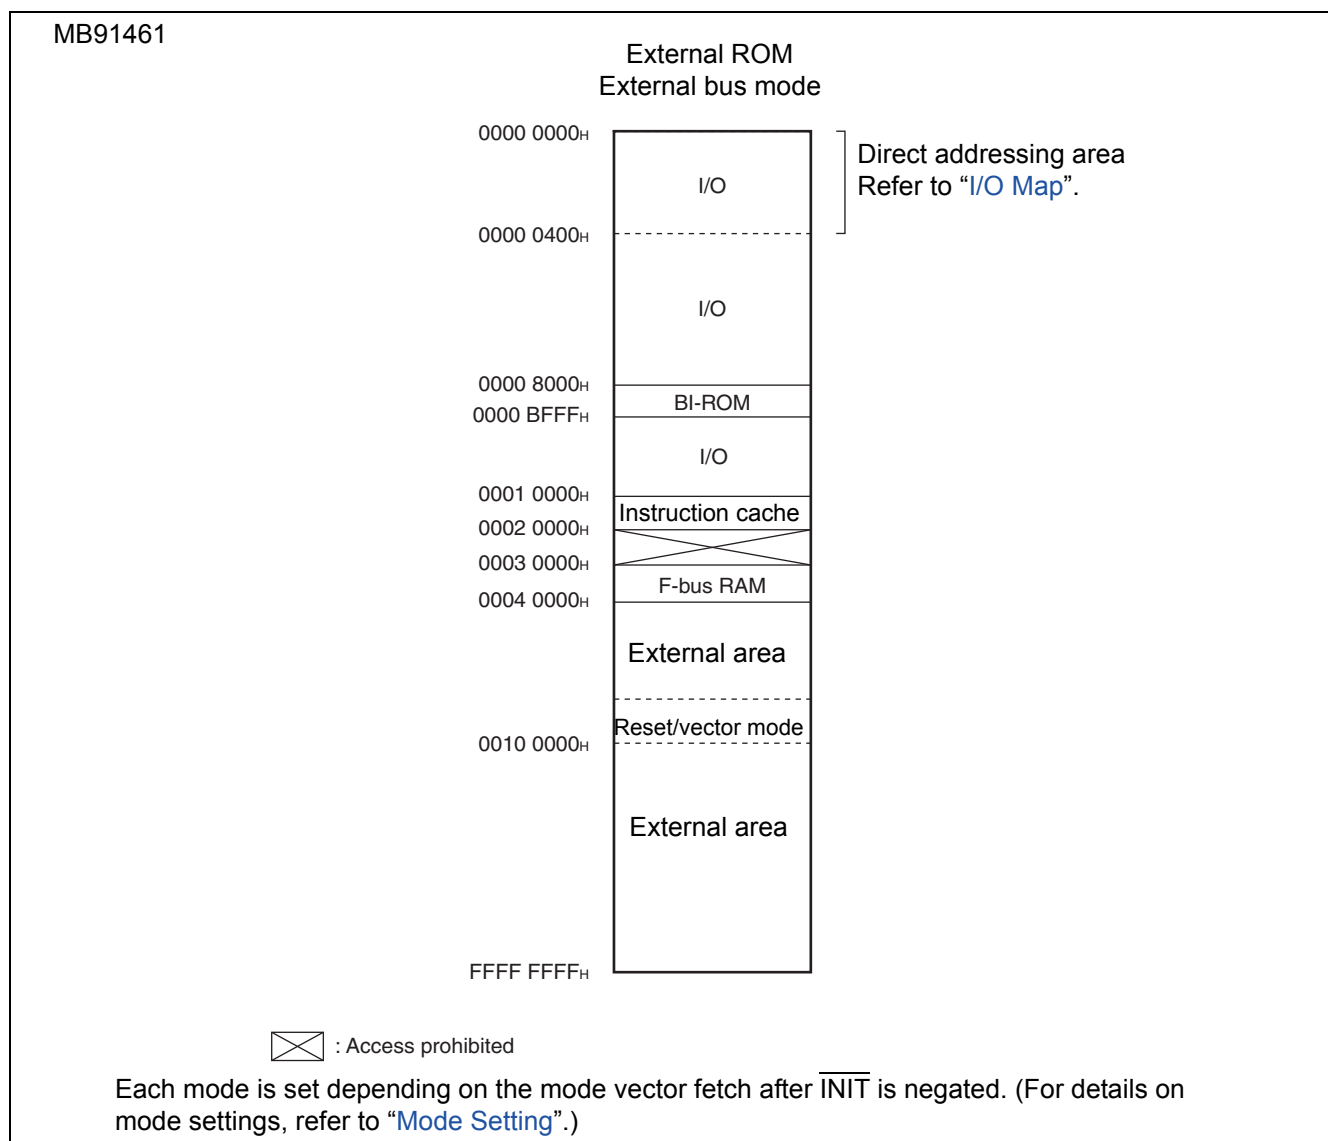 MB91461
External ROM
External bus mode
0000 0000H
Direct addressing area
I/O
Refer to “I/O Map”.
0000 0400H
I/O
0000 8000H
BI-ROM
0000 BFFFH
I/O
0001 0000H
Instruction cache
0002 0000H
0003 0000H
F-bus RAM
0004 0000H
External area
Reset/vector mode
0010 0000H
External area
FFFF FFFFH
: Access prohibited
Each mode is set depending on the mode vector fetch after INIT is negated. (For details on
mode settings, refer to “Mode Setting”.)